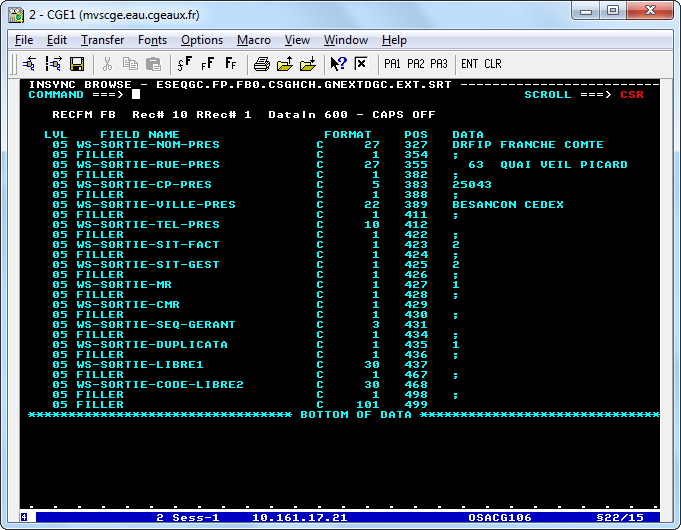 2 - CGE1 (mvscge.eau.cgeaux.fr)
File Edit Transfer Fonts Options Macro View Window Help
PA1 PA2 PA3 ENT CLR
INSYNC BROWSE - ESEQGC.FP.FB0.CSGHCH.GNEXTDGC.EXT.SRT ------------------------
COMMAND ===> SCROLL ===> CSR
RECFM FB Rec# 10 RRec# 1 DataIn 600 - CAPS OFF
LVL FIELD NAME FORMAT POS DATA
05 WS-SORTIE-NOM-PRES C 27 327 DRFIP FRANCHE COMTE
05 FILLER C 1 354 ;
05 WS-SORTIE-RUE-PRES C 27 355 63 QUAI VEIL PICARD
05 FILLER C 1 382 ;
05 WS-SORTIE-CP-PRES C 5 383 25043
05 FILLER C 1 388 ;
05 WS-SORTIE-VILLE-PRES C 22 389 BESANCON CEDEX
05 FILLER C 1 411 ;
05 WS-SORTIE-TEL-PRES C 10 412
05 FILLER C 1 422 ;
05 WS-SORTIE-SIT-FACT C 1 423 2
05 FILLER C 1 424 ;
05 WS-SORTIE-SIT-GEST C 1 425 2
05 FILLER C 1 426 ;
05 WS-SORTIE-MR C 1 427 1
05 FILLER C 1 428 ;
05 WS-SORTIE-CMR C 1 429
05 FILLER C 1 430 ;
05 WS-SORTIE-SEQ-GERANT C 3 431
05 FILLER C 1 434 ;
05 WS-SORTIE-DUPLICATA C 1 435 1
05 FILLER C 1 436 ;
05 WS-SORTIE-LIBRE1 C 30 437
05 FILLER C 1 467 ;
05 WS-SORTIE-CODE-LIBRE2 C 30 468
05 FILLER C 1 498 ;
05 FILLER C 101 499
********************************* BOTTOM OF DATA ******************************
4 2 Sess-1 10.161.17.21 OSACG106 §22/15